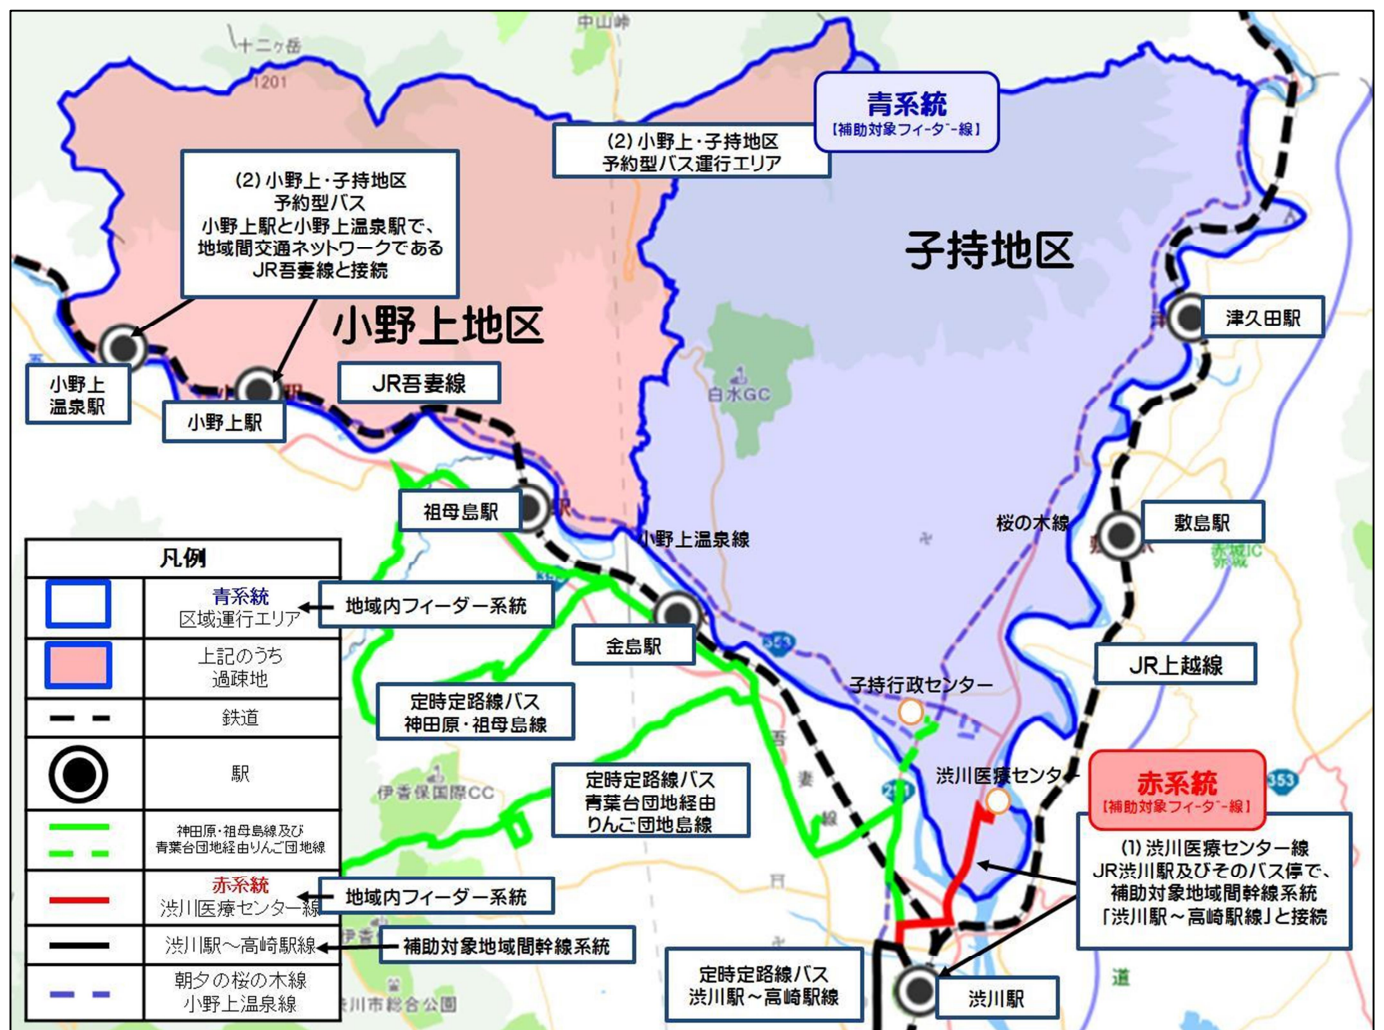 中山峠
十二ヶ岳
1201
青系統
【補助対象フィーダー線】
(2) 小野上・子持地区
予約型バス運行エリア
(2) 小野上・子持地区
予約型バス
小野上駅と小野上温泉駅で、
地域間交通ネットワークである
JR吾妻線と接続
子持地区
小野上地区
津久田駅
JR吾妻線
小野上
温泉駅
小野上駅
白水GC
祖母島駅
小野上温泉線
桜の木線
敷島駅
赤城IC
凡例
青系統
区域運行エリア
地域内フィーダー系統
上記のうち
過疎地
鉄道
駅
神田原・祖母島線及び
青葉台団地経由りんご団地線
赤系統
渋川医療センター線
地域内フィーダー系統
渋川駅～高崎駅線
補助対象地域間幹線系統
朝夕の桜の木線
小野上温泉線
金島駅
353
JR上越線
子持行政センター
定時定路線バス
神田原・祖母島線
吾
妻
線
渋川医療センター
赤系統
【補助対象フィーダー線】
353
伊香保国際CC
定時定路線バス
青葉台団地経由
りんご団地島線
(1) 渋川医療センター線
JR渋川駅及びそのバス停で、
補助対象地域間幹線系統
「渋川駅～高崎駅線」と接続
定時定路線バス
渋川駅～高崎駅線
渋川駅
道
渋川市総合公園